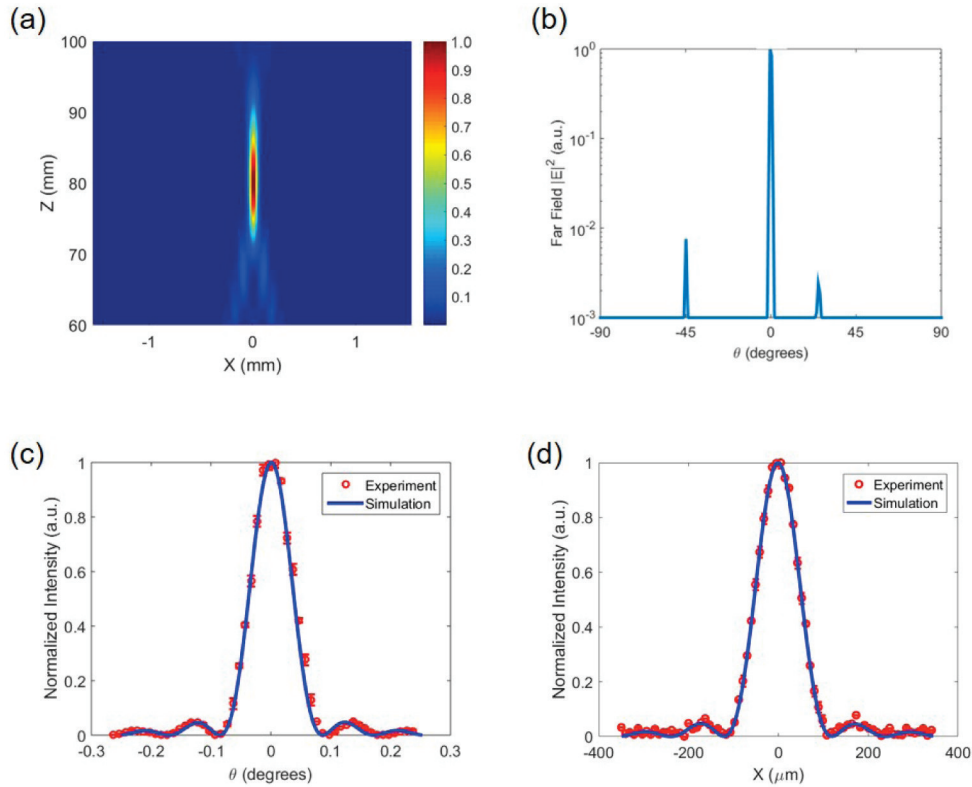 (a)
100
90
80
70
60
Z (mm)
-1 0 1
X (mm)
1.0
0.9
0.8
0.7
0.6
0.5
0.4
0.3
0.2
0.1
(b)
10⁰
10⁻¹
10⁻²
10⁻³
Far Field |E|² (a.u.)
-90 -45 0 45 90
θ (degrees)
(c)
1
0.8
0.6
0.4
0.2
0
Normalized Intensity (a.u.)
Experiment
Simulation
-0.3 -0.2 -0.1 0 0.1 0.2 0.3
θ (degrees)
(d)
1
0.8
0.6
0.4
0.2
0
Normalized Intensity (a.u.)
Experiment
Simulation
-400 -200 0 200 400
X (μm)